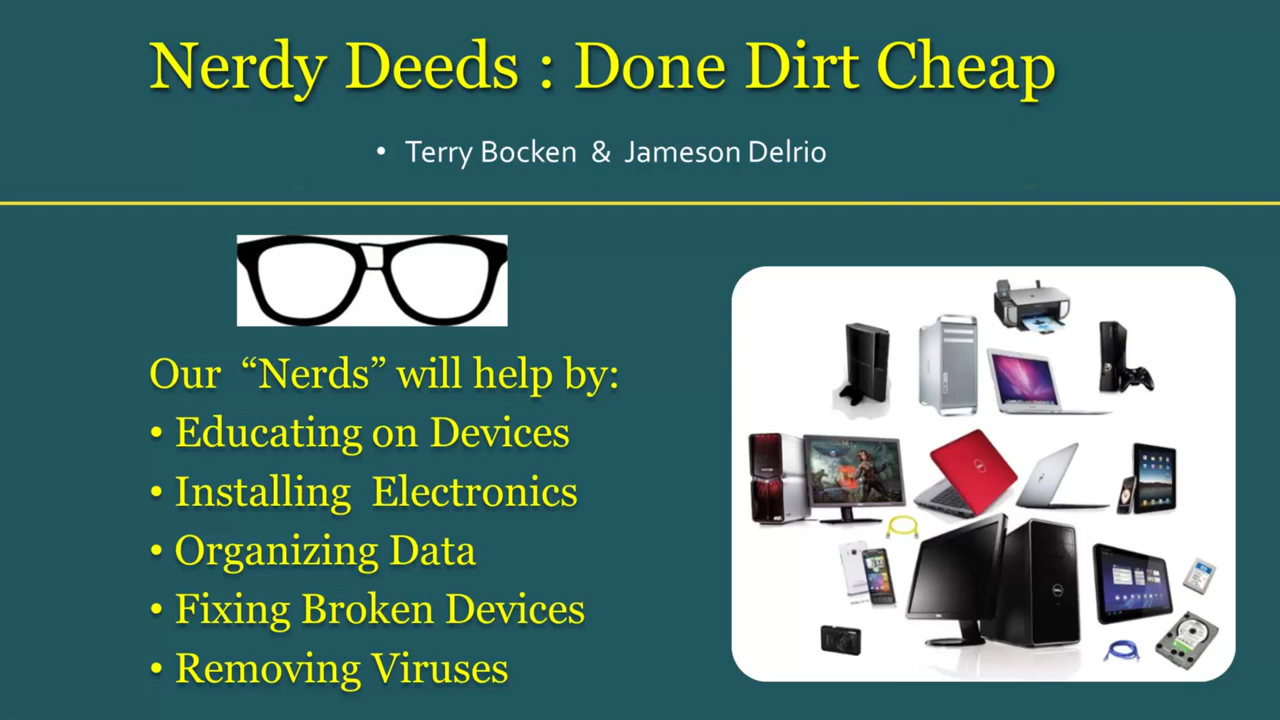 Nerdy Deeds : Done Dirt Cheap
• Terry Bocken & Jameson Delrio
Our “Nerds” will help by:
• Educating on Devices
• Installing Electronics
• Organizing Data
• Fixing Broken Devices
• Removing Viruses